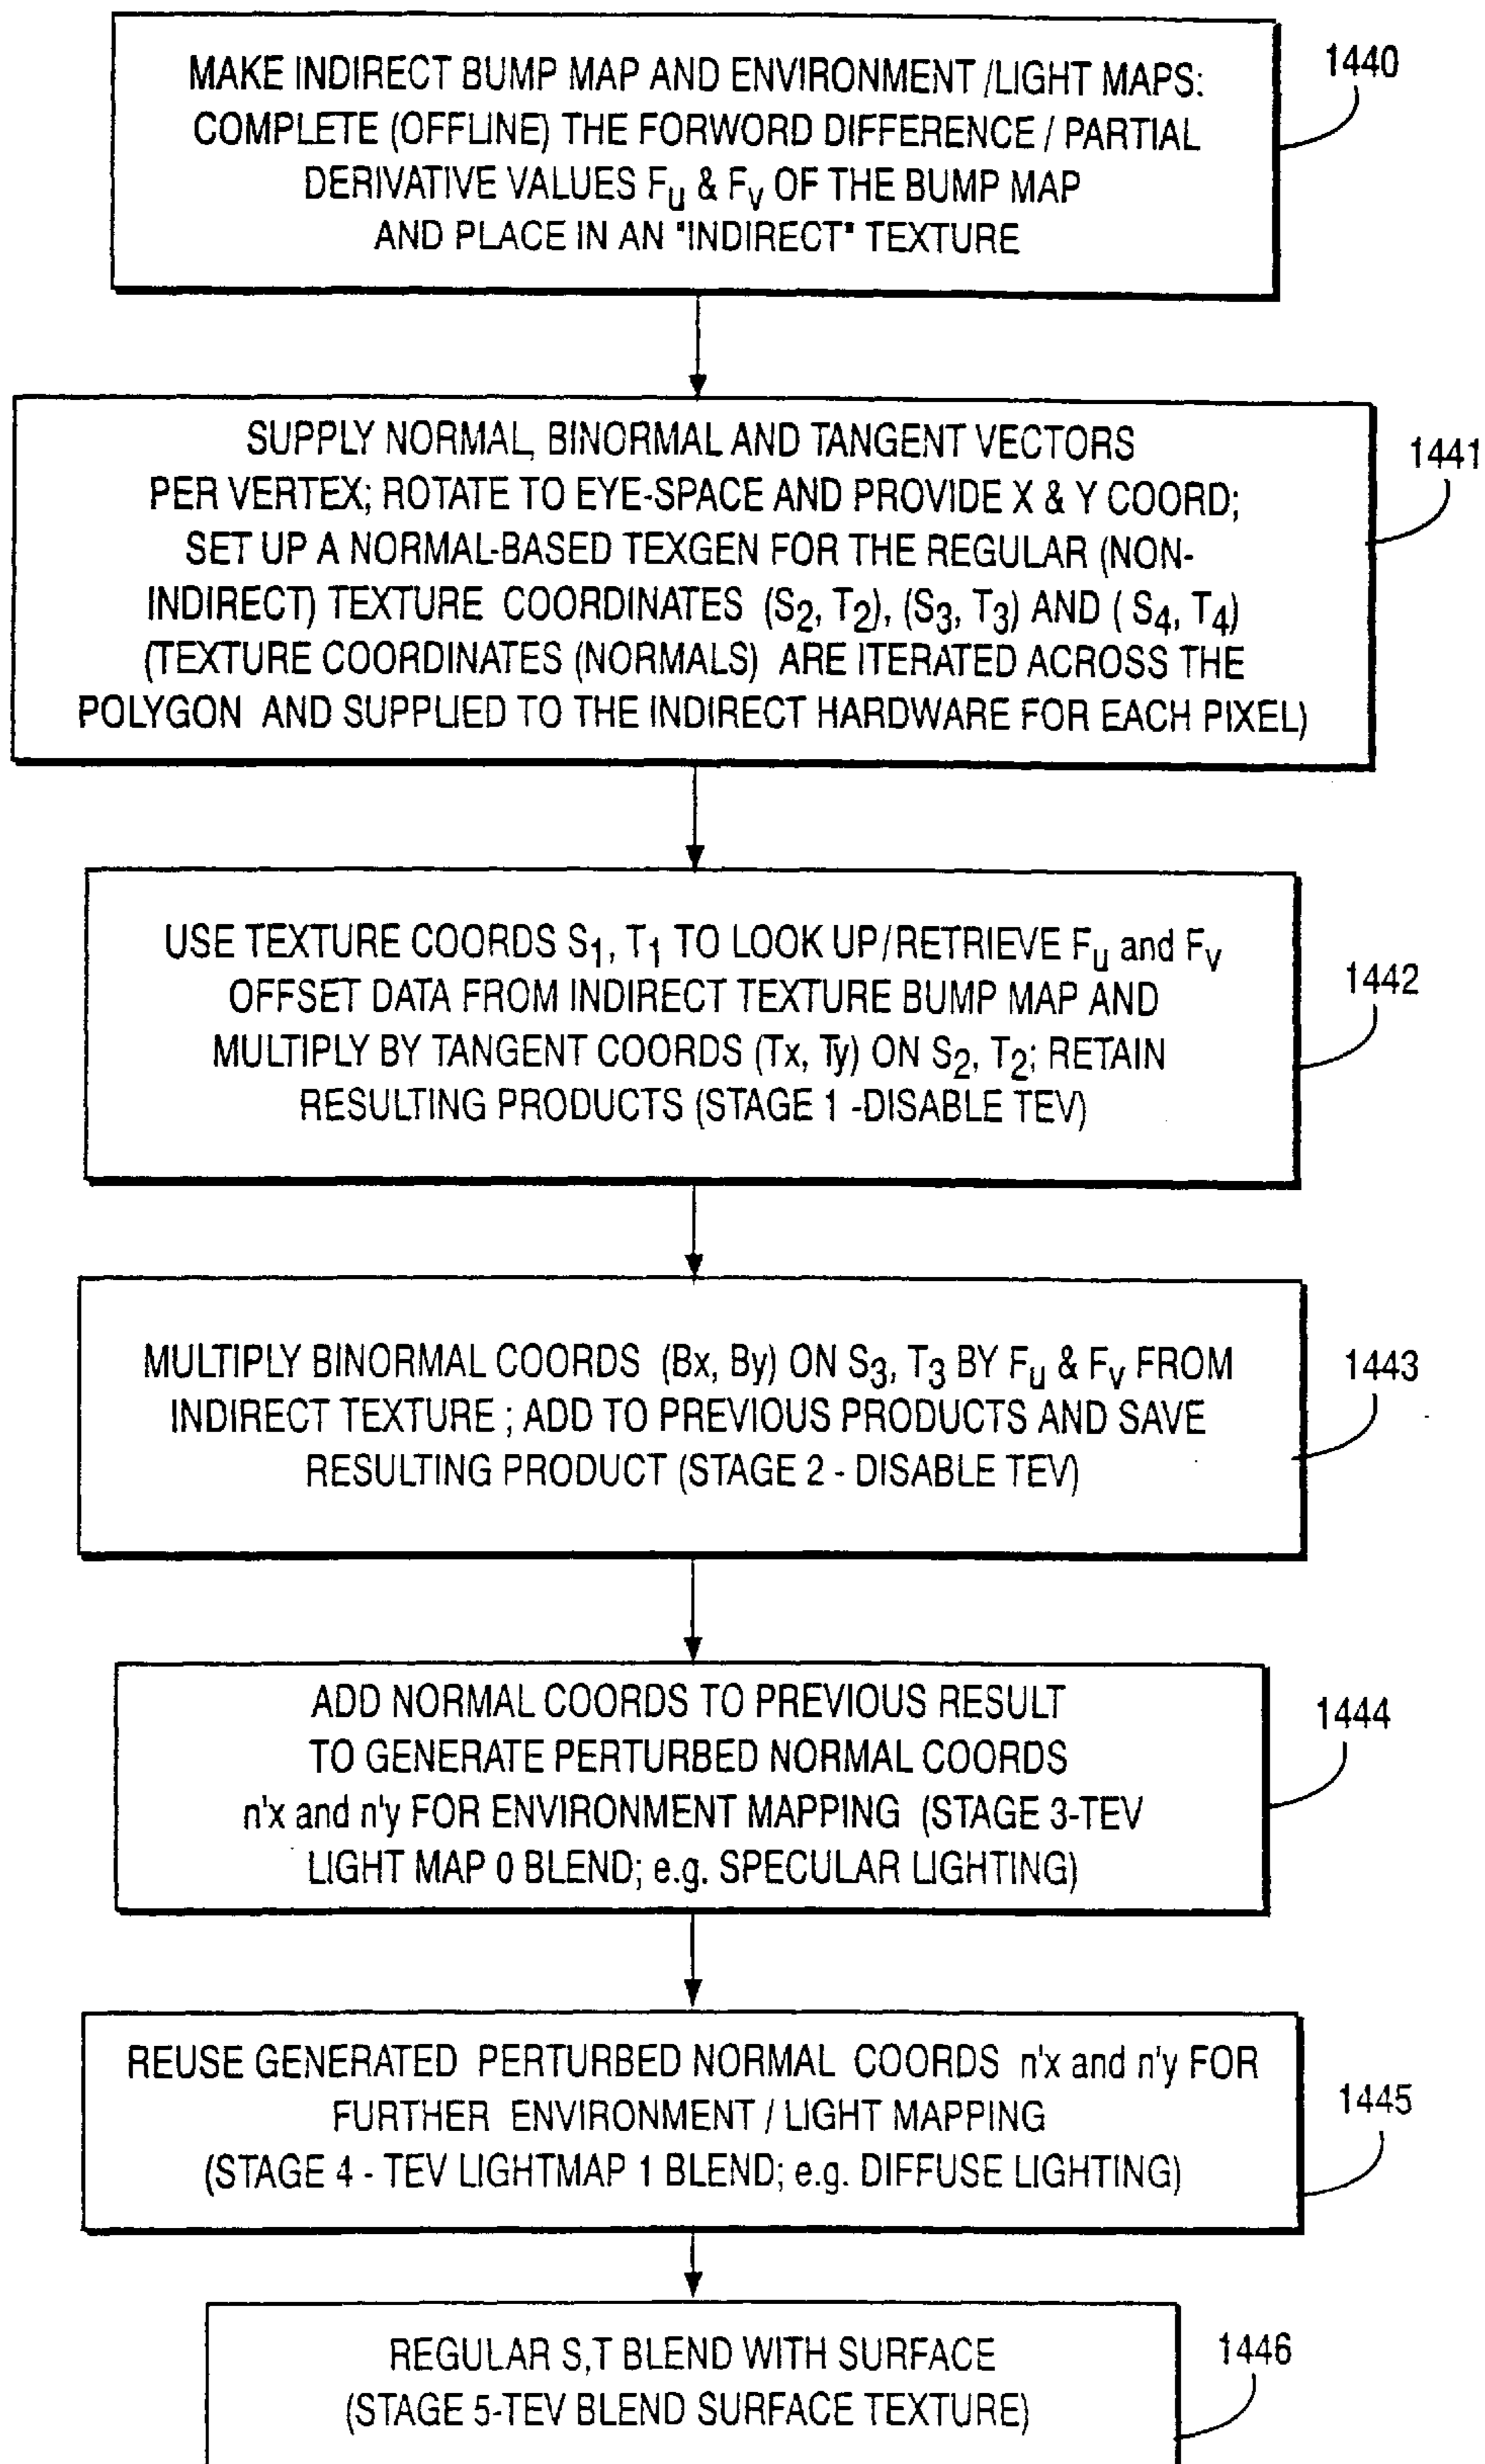 MAKE INDIRECT BUMP MAP AND ENVIRONMENT /LIGHT MAPS:
COMPLETE (OFFLINE) THE FORWORD DIFFERENCE / PARTIAL
DERIVATIVE VALUES Fu & Fv OF THE BUMP MAP
AND PLACE IN AN "INDIRECT" TEXTURE
1440
SUPPLY NORMAL, BINORMAL AND TANGENT VECTORS
PER VERTEX; ROTATE TO EYE-SPACE AND PROVIDE X & Y COORD;
SET UP A NORMAL-BASED TEXGEN FOR THE REGULAR (NON-
INDIRECT) TEXTURE COORDINATES (S2, T2), (S3, T3) AND ( S4, T4)
(TEXTURE COORDINATES (NORMALS) ARE ITERATED ACROSS THE
POLYGON AND SUPPLIED TO THE INDIRECT HARDWARE FOR EACH PIXEL)
1441
USE TEXTURE COORDS S1, T1 TO LOOK UP/RETRIEVE Fu and Fv
OFFSET DATA FROM INDIRECT TEXTURE BUMP MAP AND
MULTIPLY BY TANGENT COORDS (Tx, Ty) ON S2, T2; RETAIN
RESULTING PRODUCTS (STAGE 1 -DISABLE TEV)
1442
MULTIPLY BINORMAL COORDS (Bx, By) ON S3, T3 BY Fu & Fv FROM
INDIRECT TEXTURE ; ADD TO PREVIOUS PRODUCTS AND SAVE
RESULTING PRODUCT (STAGE 2 - DISABLE TEV)
1443
ADD NORMAL COORDS TO PREVIOUS RESULT
TO GENERATE PERTURBED NORMAL COORDS
n'x and n'y FOR ENVIRONMENT MAPPING (STAGE 3-TEV
LIGHT MAP 0 BLEND; e.g. SPECULAR LIGHTING)
1444
REUSE GENERATED PERTURBED NORMAL COORDS n'x and n'y FOR
FURTHER ENVIRONMENT / LIGHT MAPPING
(STAGE 4 - TEV LIGHTMAP 1 BLEND; e.g. DIFFUSE LIGHTING)
1445
REGULAR S,T BLEND WITH SURFACE
(STAGE 5-TEV BLEND SURFACE TEXTURE)
1446